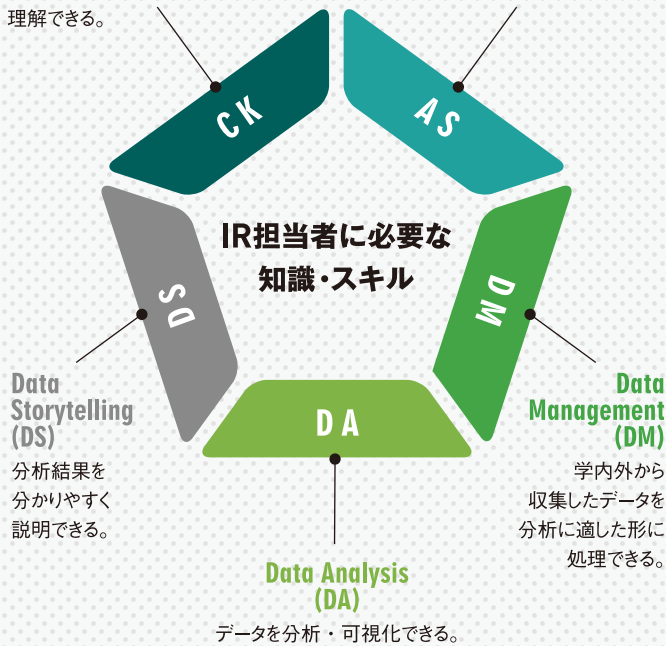 理解できる。
CK
AS
IR担当者に必要な
知識・スキル
DS
DM
DA
Data
Storytelling
(DS)
分析結果を
分かりやすく
説明できる。
Data
Management
(DM)
学内外から
収集したデータを
分析に適した形に
処理できる。
Data Analysis
(DA)
データを分析・可視化できる。